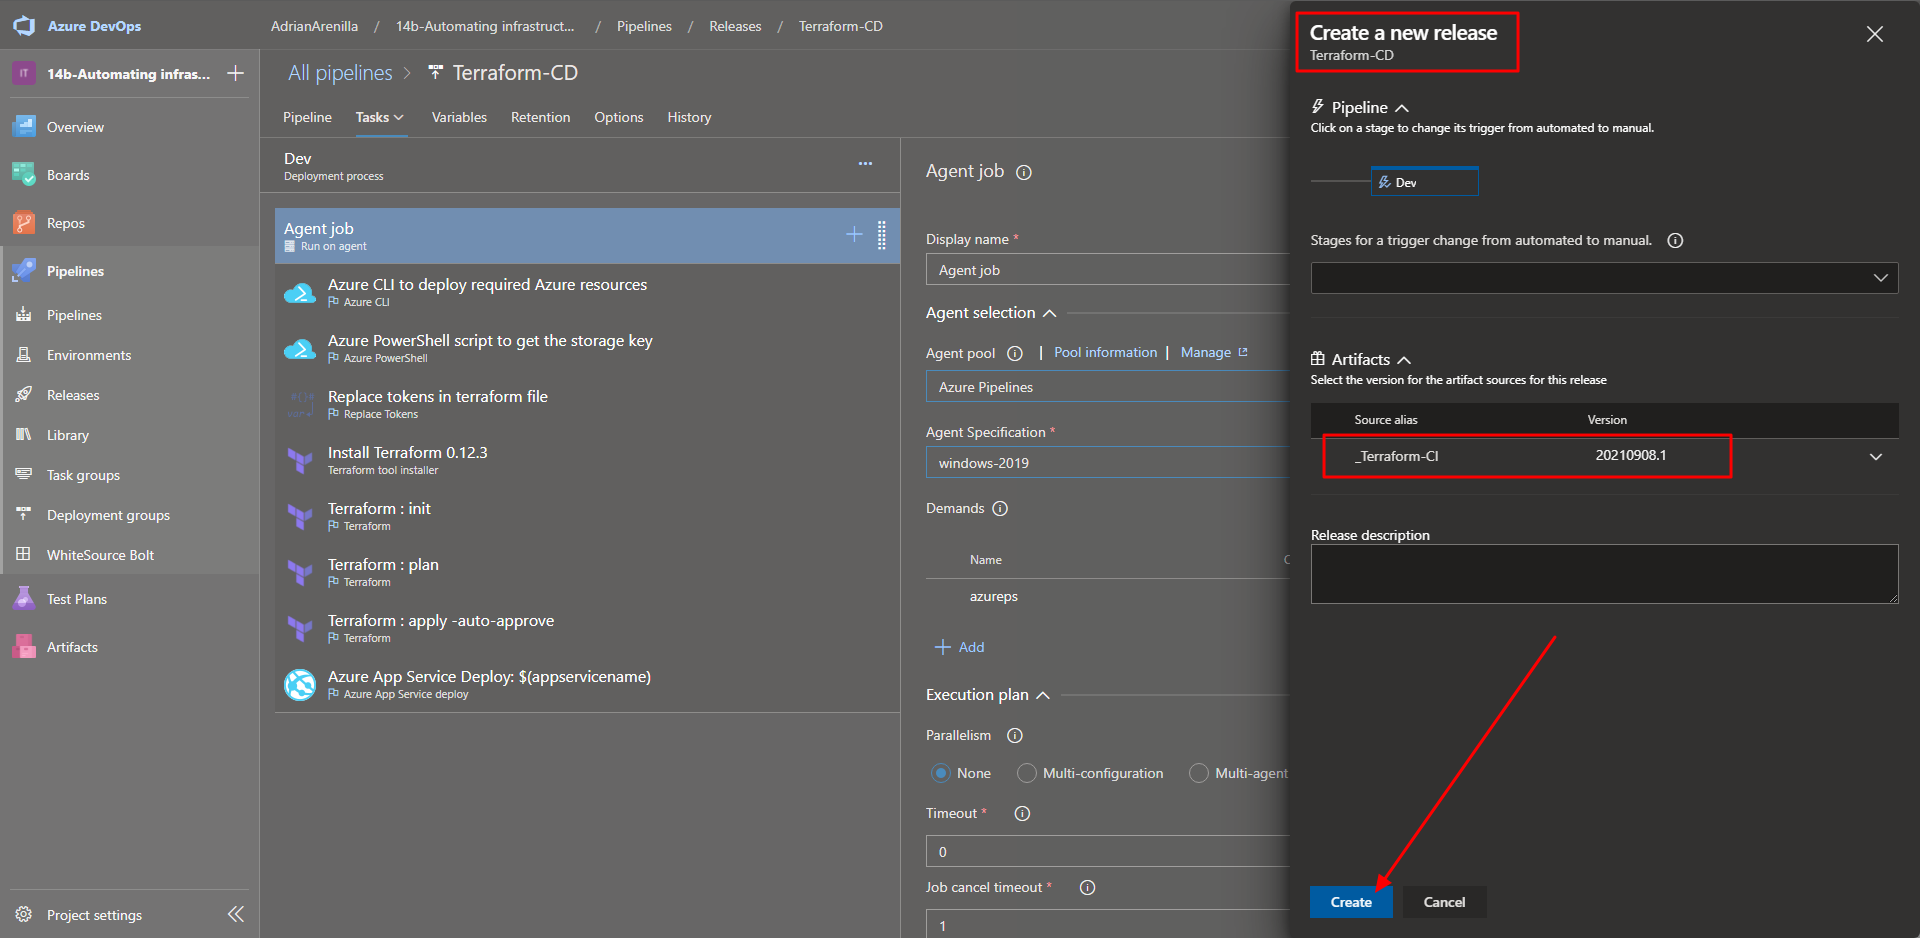 Azure DevOps
AdrianArenilla / 14b-Automating infrastruct... / Pipelines / Releases / Terraform-CD
IT 14b-Automating infras...
Overview
Boards
Repos
Pipelines
Pipelines
Environments
Releases
Library
Task groups
Deployment groups
WhiteSource Bolt
Test Plans
Artifacts
Project settings
All pipelines > Terraform-CD
Pipeline Tasks Variables Retention Options History
Dev
Deployment process
Agent job
Run on agent
Azure CLI to deploy required Azure resources
Azure CLI
Azure PowerShell script to get the storage key
Azure PowerShell
Replace tokens in terraform file
Replace Tokens
Install Terraform 0.12.3
Terraform tool installer
Terraform : init
Terraform
Terraform : plan
Terraform
Terraform : apply -auto-approve
Terraform
Azure App Service Deploy: $(appservicename)
Azure App Service deploy
Agent job
Display name *
Agent job
Agent selection
Agent pool | Pool information | Manage
Azure Pipelines
Agent Specification *
windows-2019
Demands
Name
azureps
+ Add
Execution plan
Parallelism
None Multi-configuration Multi-agent
Timeout *
0
Job cancel timeout *
1
Create a new release
Terraform-CD
Pipeline
Click on a stage to change its trigger from automated to manual.
Dev
Stages for a trigger change from automated to manual.
Artifacts
Select the version for the artifact sources for this release
Source alias Version
_Terraform-CI 20210908.1
Release description
Create Cancel